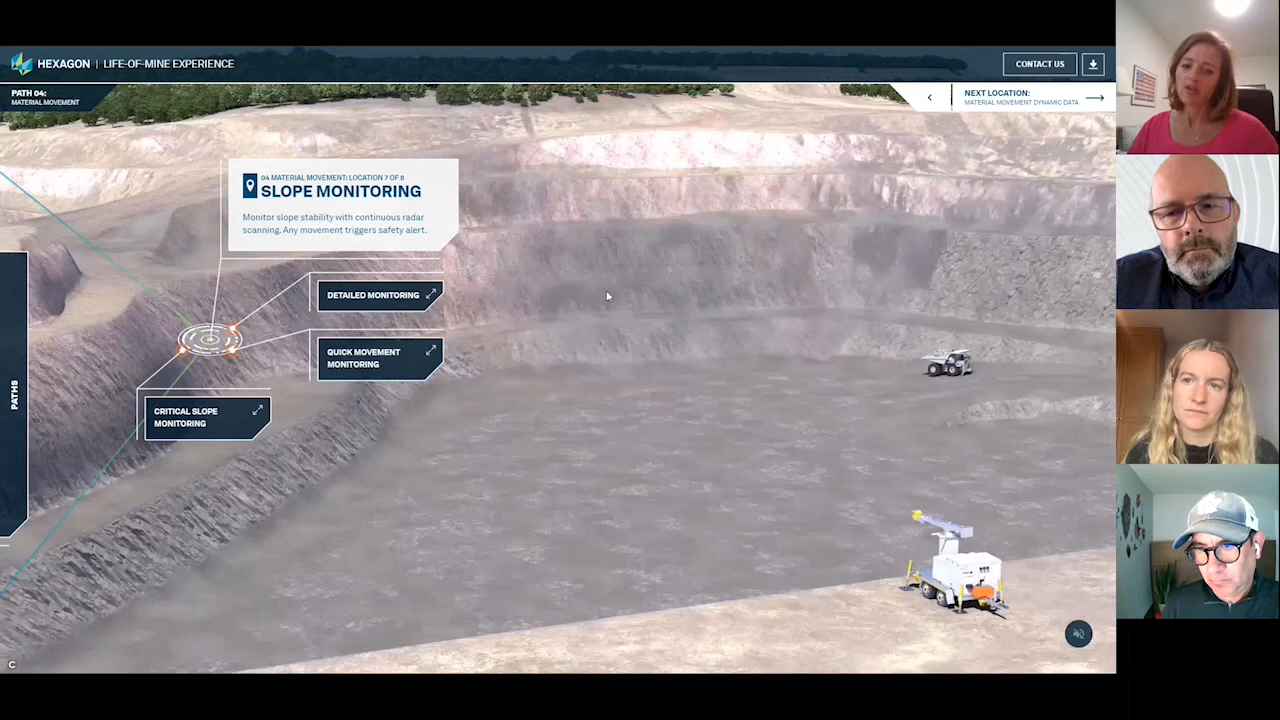 HEXAGON | LIFE-OF-MINE EXPERIENCE
CONTACT US
PATH 04:
MATERIAL MOVEMENT
NEXT LOCATION:
MATERIAL MOVEMENT DYNAMIC DATA
04 MATERIAL MOVEMENT: LOCATION 7 OF 8
SLOPE MONITORING
Monitor slope stability with continuous radar
scanning. Any movement triggers safety alert.
DETAILED MONITORING
QUICK MOVEMENT
MONITORING
CRITICAL SLOPE
MONITORING
PATHS
C